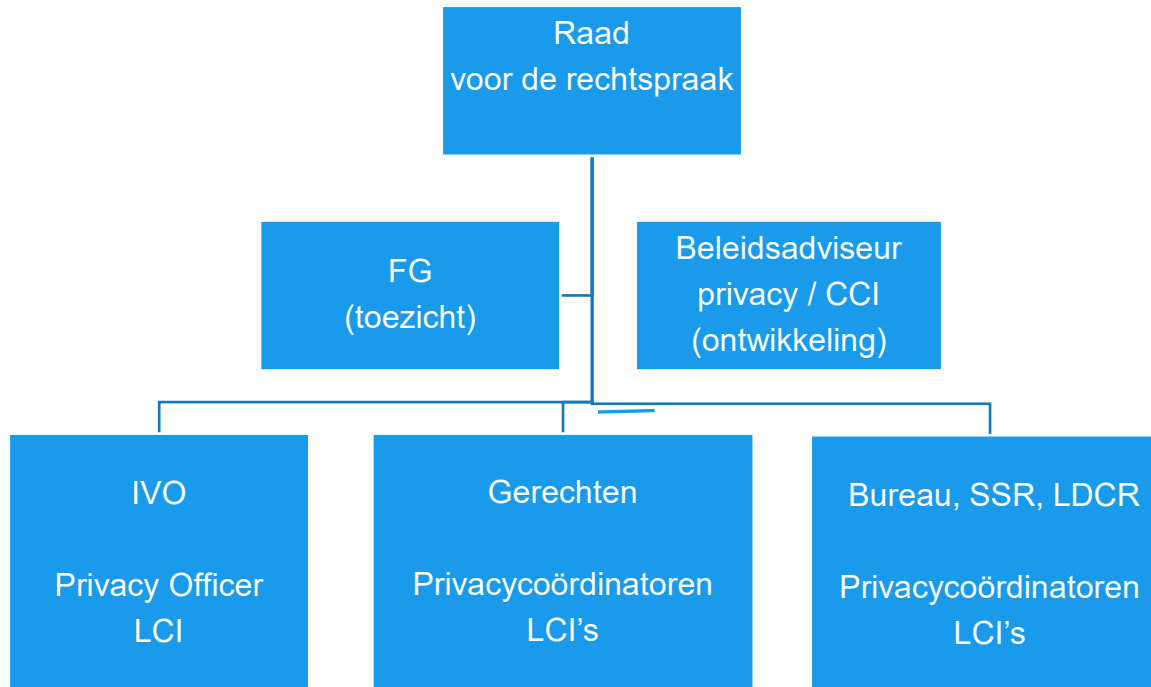 Raad
voor de rechtspraak
FG
(toezicht)
Beleidsadviseur
privacy / CCI
(ontwikkeling)
IVO
Privacy Officer
LCI
Gerechten
Privacycoördinatoren
LCI’s
Bureau, SSR, LDCR
Privacycoördinatoren
LCI’s